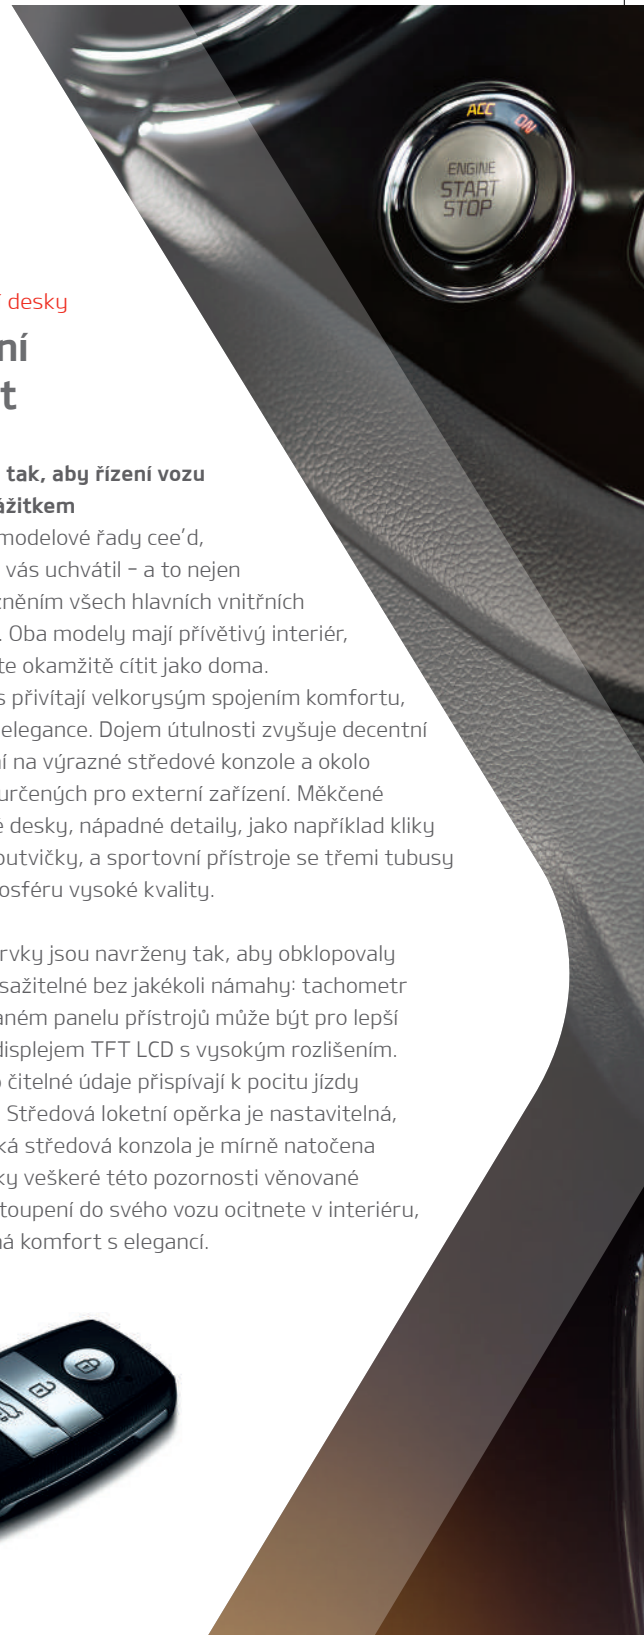 ACC
ON
ENGINE
START
STOP
desky
ní
t
tak, aby řízení vozu
ážitkem
modelové řady cee’d,
vás uchvátil – a to nejen
zněním všech hlavních vnitřních
. Oba modely mají přívětivý interiér,
te okamžitě cítit jako doma.
s přivítají velkorysým spojením komfortu,
elegance. Dojem útulnosti zvyšuje decentní
í na výrazné středové konzole a okolo
určených pro externí zařízení. Měkčené
é desky, nápadné detaily, jako například kliky
outvičky, a sportovní přístroje se třemi tubusy
osféru vysoké kvality.
rvky jsou navrženy tak, aby obklopovaly
sažitelné bez jakékoli námahy: tachometr
aném panelu přístrojů může být pro lepší
displejem TFT LCD s vysokým rozlišením.
o čitelné údaje přispívají k pocitu jízdy
. Středová loketní opěrka je nastavitelná,
ká středová konzola je mírně natočena
ky veškeré této pozornosti věnované
toupení do svého vozu ocitnete v interiéru,
ná komfort s elegancí.